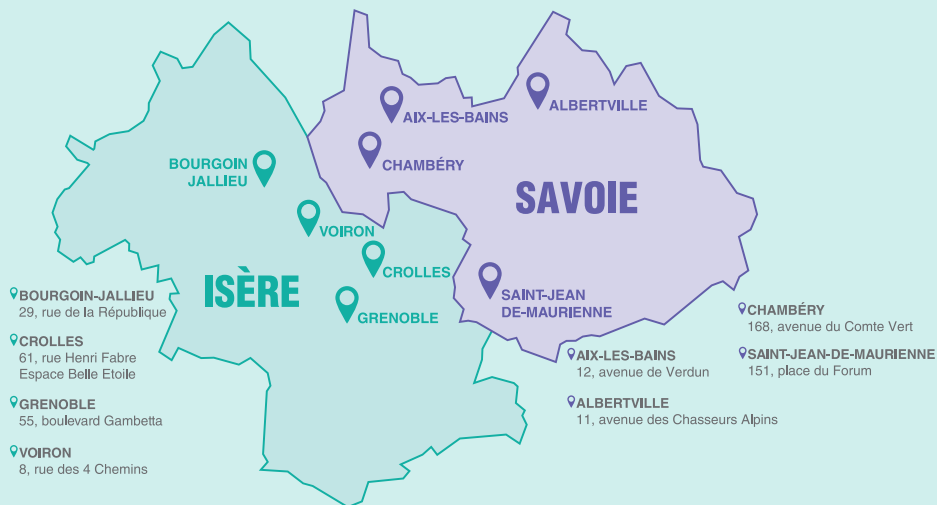 AIX-LES-BAINS
ALBERTVILLE
CHAMBÉRY
BOURGOIN
JALLIEU
SAVOIE
VOIRON
CROLLES
ISÈRE
GRENOBLE
SAINT-JEAN
DE-MAURIENNE
BOURGOIN-JALLIEU
29, rue de la République
CROLLES
61, rue Henri Fabre
Espace Belle Etoile
GRENOBLE
55, boulevard Gambetta
VOIRON
8, rue des 4 Chemins
AIX-LES-BAINS
12, avenue de Verdun
ALBERTVILLE
11, avenue des Chasseurs Alpins
CHAMBÉRY
168, avenue du Comte Vert
SAINT-JEAN-DE-MAURIENNE
151, place du Forum